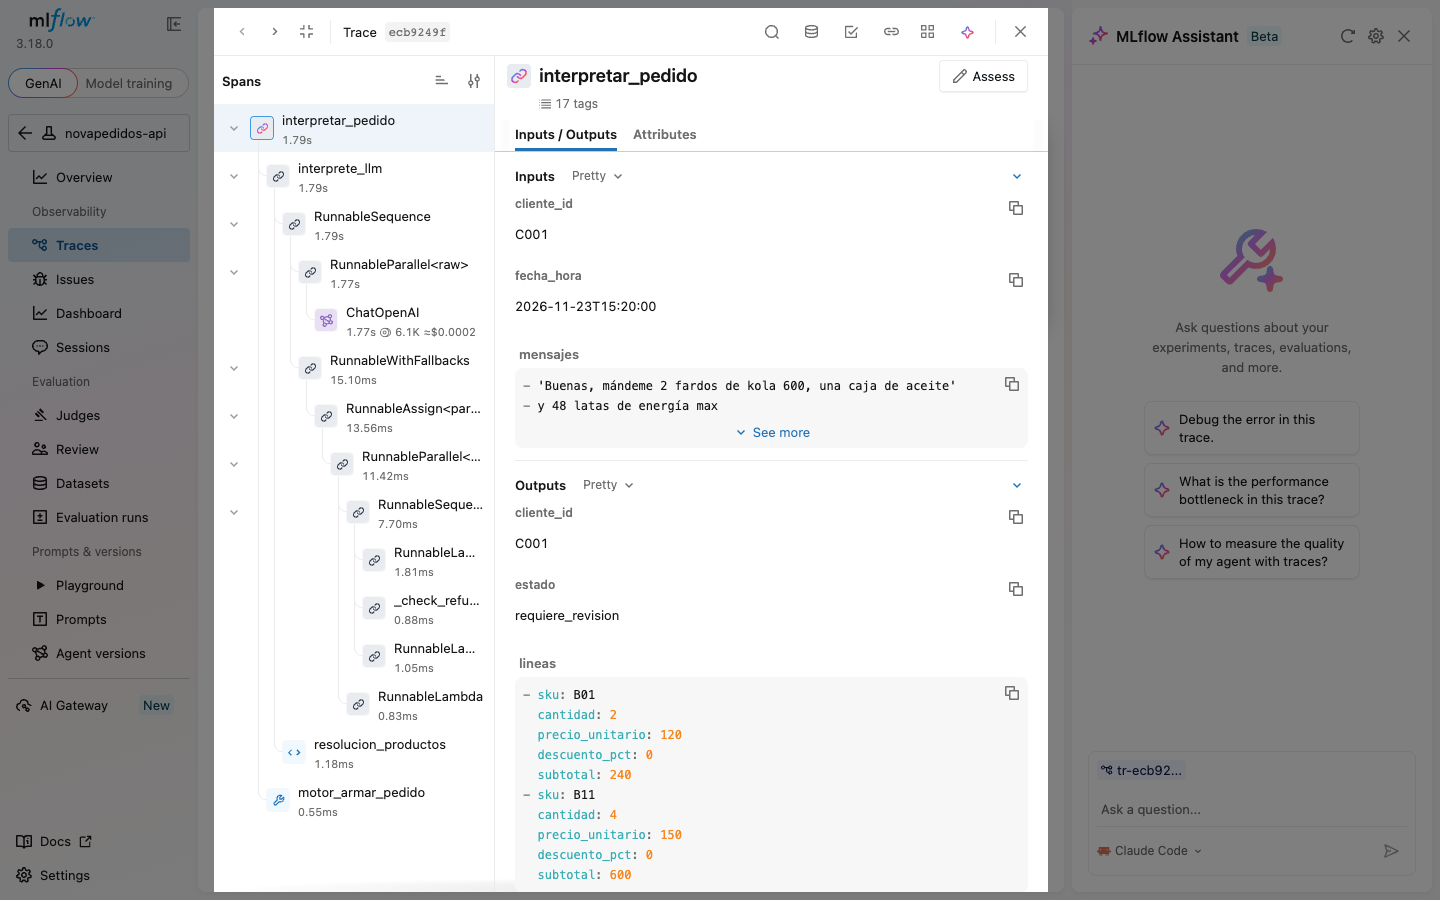 mlflow
3.18.0
GenAI
Model training
novapedidos-api
Overview
Observability
Traces
Issues
Dashboard
Sessions
Evaluation
Judges
Review
Datasets
Evaluation runs
Prompts & versions
Playground
Prompts
Agent versions
AI Gateway
New
Docs
Settings
Trace ecb9249f
Spans
interpretar_pedido
1.79s
interprete_llm
1.79s
RunnableSequence
1.79s
RunnableParallel<raw>
1.77s
ChatOpenAI
1.77s 6.1K ≈$0.0002
RunnableWithFallbacks
15.10ms
RunnableAssign<par...
13.56ms
RunnableParallel<...
11.42ms
RunnableSeque...
7.70ms
RunnableLa...
1.81ms
_check_refu...
0.88ms
RunnableLa...
1.05ms
RunnableLambda
0.83ms
resolucion_productos
1.18ms
motor_armar_pedido
0.55ms
interpretar_pedido
Assess
17 tags
Inputs / Outputs
Attributes
Inputs Pretty
cliente_id
C001
fecha_hora
2026-11-23T15:20:00
mensajes
– 'Buenas, mándeme 2 fardos de kola 600, una caja de aceite'
– y 48 latas de energía max
See more
Outputs Pretty
cliente_id
C001
estado
requiere_revision
lineas
– sku: B01
cantidad: 2
precio_unitario: 120
descuento_pct: 0
subtotal: 240
– sku: B11
cantidad: 4
precio_unitario: 150
descuento_pct: 0
subtotal: 600
MLflow Assistant Beta
Ask questions about your
experiments, traces, evaluations,
and more.
Debug the error in this
trace.
What is the performance
bottleneck in this trace?
How to measure the quality
of my agent with traces?
tr-ecb92...
Ask a question...
Claude Code